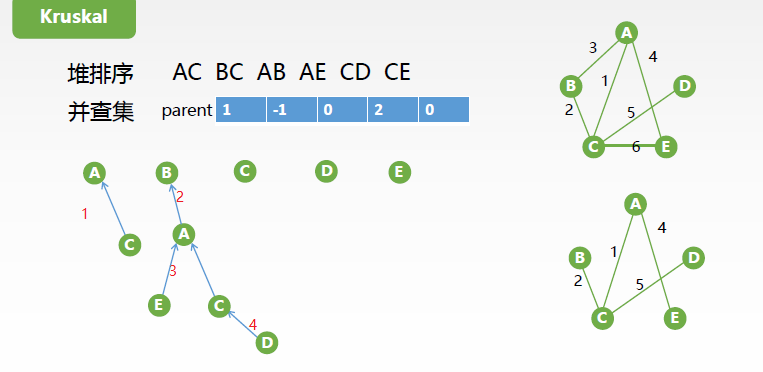 Kruskal
堆排序 AC BC AB AE CD CE
并查集 parent 1 -1 0 2 0
A B C D E
1 2
C A
3
E C
4
D
A
3 4
B 1 D
2 5
C 6 E
A
4
B 1 D
2 5
C E